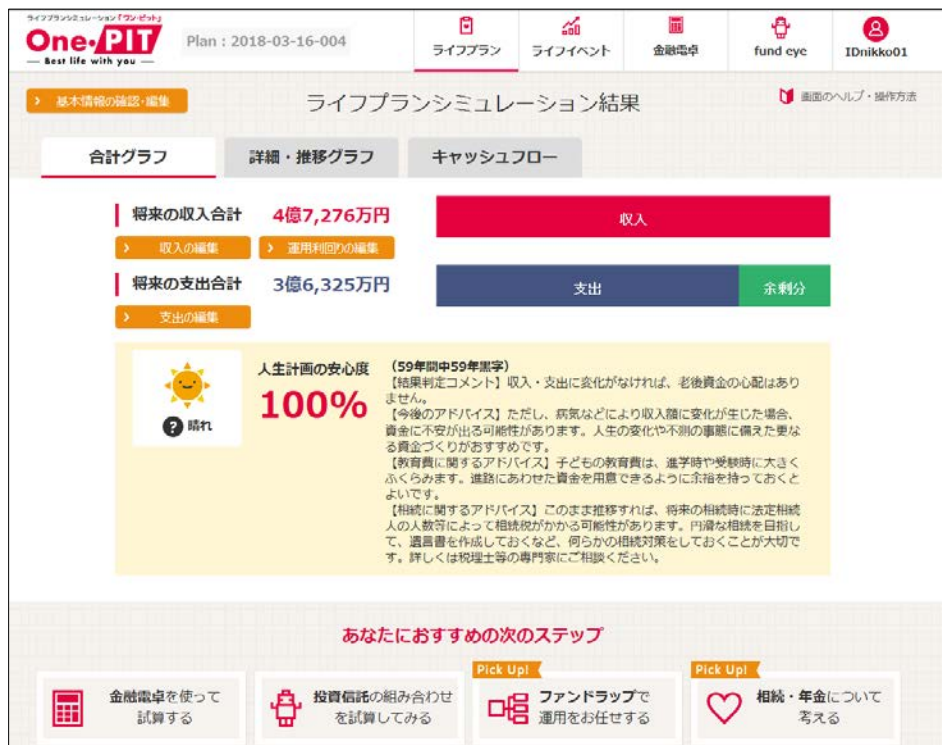 ライフプランシミュレーション「ワン・ピット」
One・PIT
Best life with you
Plan : 2018-03-16-004
ライフプラン
ライフイベント
金融電卓
fund eye
IDnikko01
基本情報の確認・編集
ライフプランシミュレーション結果
画面のヘルプ・操作方法
合計グラフ
詳細・推移グラフ
キャッシュフロー
将来の収入合計 4億7,276万円
収入
収入の編集
運用利回りの編集
将来の支出合計 3億6,325万円
支出
余剰分
支出の編集
人生計画の安心度
100%
? 晴れ
(59年間中59年黒字)
【結果判定コメント】収入・支出に変化がなければ、老後資金の心配はあり
ません。
【今後のアドバイス】ただし、病気などにより収入額に変化が生じた場合、
資金に不安が出る可能性があります。人生の変化や不測の事態に備えた更な
る資金づくりがおすすめです。
【教育費に関するアドバイス】子どもの教育費は、進学時や受験時に大きく
ふくらみます。進路にあわせた資金を用意できるように余裕を持っておくと
よいです。
【相続に関するアドバイス】このまま推移すれば、将来の相続時に法定相続
人の人数等によって相続税がかかる可能性があります。円滑な相続を目指し
て、遺言書を作成しておくなど、何らかの相続対策をしておくことが大切で
す。詳しくは税理士等の専門家にご相談ください。
あなたにおすすめの次のステップ
金融電卓を使って
試算する
投資信託の組み合わせ
を試算してみる
Pick Up!
ファンドラップで
運用をお任せする
Pick Up!
相続・年金について
考える